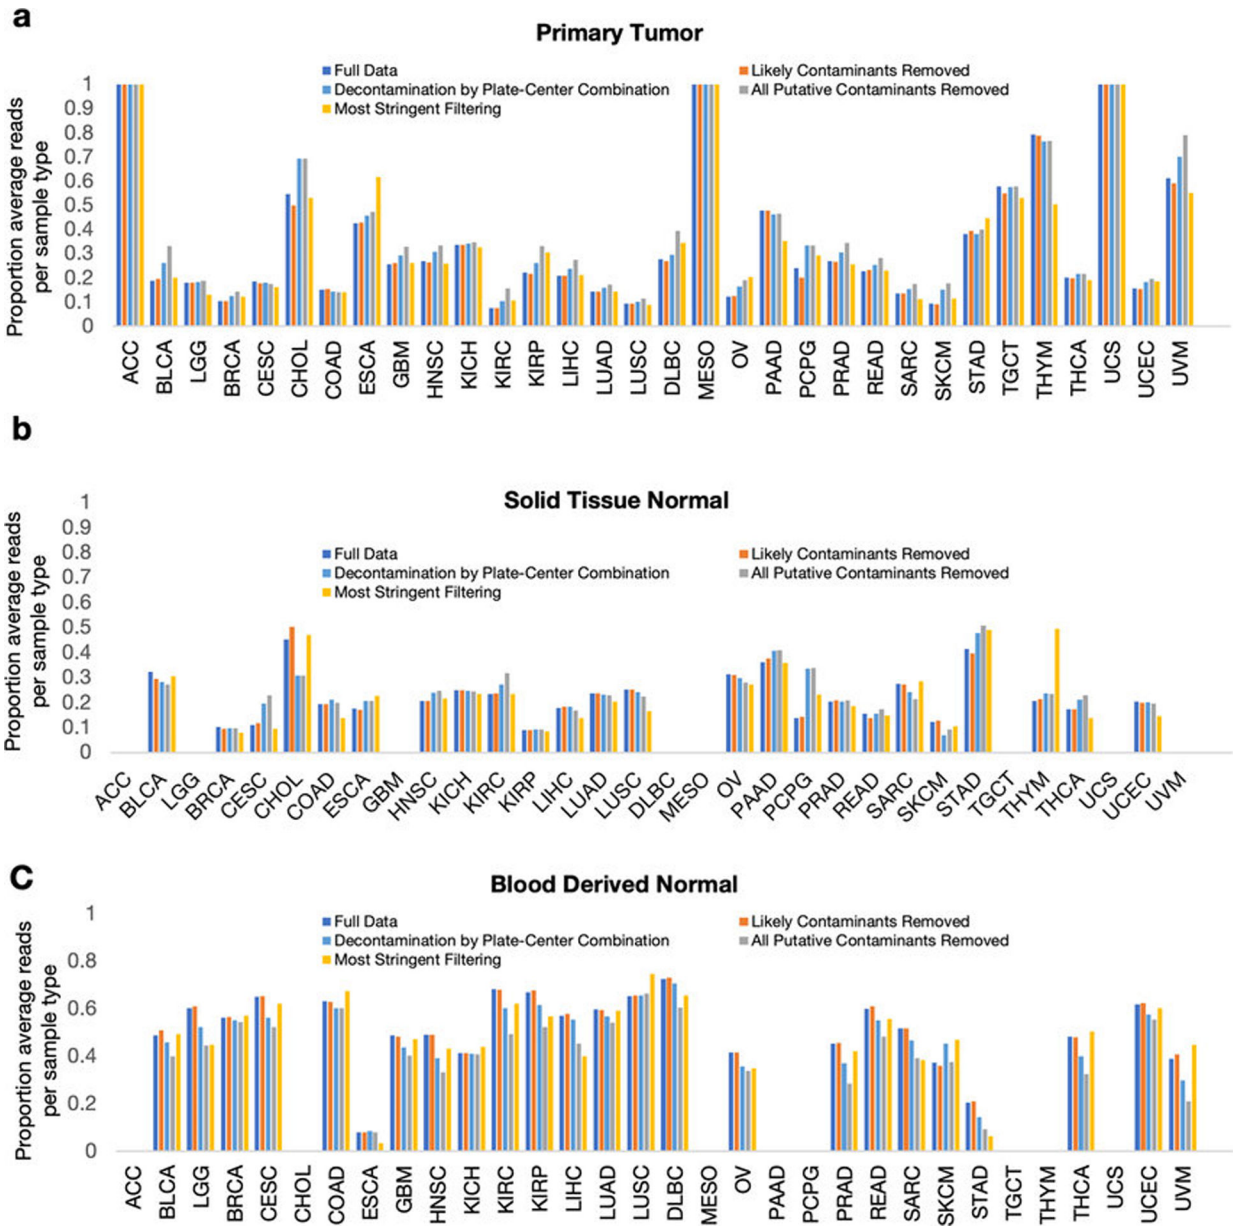 a
Primary Tumor
Full Data
Likely Contaminants Removed
Decontamination by Plate-Center Combination
All Putative Contaminants Removed
Most Stringent Filtering
Proportion average reads
per sample type
1
0.9
0.8
0.7
0.6
0.5
0.4
0.3
0.2
0.1
0
ACC
BLCA
LGG
BRCA
CESC
CHOL
COAD
ESCA
GBM
HNSC
KICH
KIRC
KIRP
LIHC
LUAD
LUSC
DLBC
MESO
OV
PAAD
PCPG
PRAD
READ
SARC
SKCM
STAD
TGCT
THYM
THCA
UCS
UCEC
UVM
b
Solid Tissue Normal
Full Data
Likely Contaminants Removed
Decontamination by Plate-Center Combination
All Putative Contaminants Removed
Most Stringent Filtering
Proportion average reads
per sample type
1
0.9
0.8
0.7
0.6
0.5
0.4
0.3
0.2
0.1
0
ACC
BLCA
LGG
BRCA
CESC
CHOL
COAD
ESCA
GBM
HNSC
KICH
KIRC
KIRP
LIHC
LUAD
LUSC
DLBC
MESO
OV
PAAD
PCPG
PRAD
READ
SARC
SKCM
STAD
TGCT
THYM
THCA
UCS
UCEC
UVM
C
Blood Derived Normal
Full Data
Likely Contaminants Removed
Decontamination by Plate-Center Combination
All Putative Contaminants Removed
Most Stringent Filtering
Proportion average reads
per sample type
1
0.8
0.6
0.4
0.2
0
ACC
BLCA
LGG
BRCA
CESC
CHOL
COAD
ESCA
GBM
HNSC
KICH
KIRC
KIRP
LIHC
LUAD
LUSC
DLBC
MESO
OV
PAAD
PCPG
PRAD
READ
SARC
SKCM
STAD
TGCT
THYM
THCA
UCS
UCEC
UVM